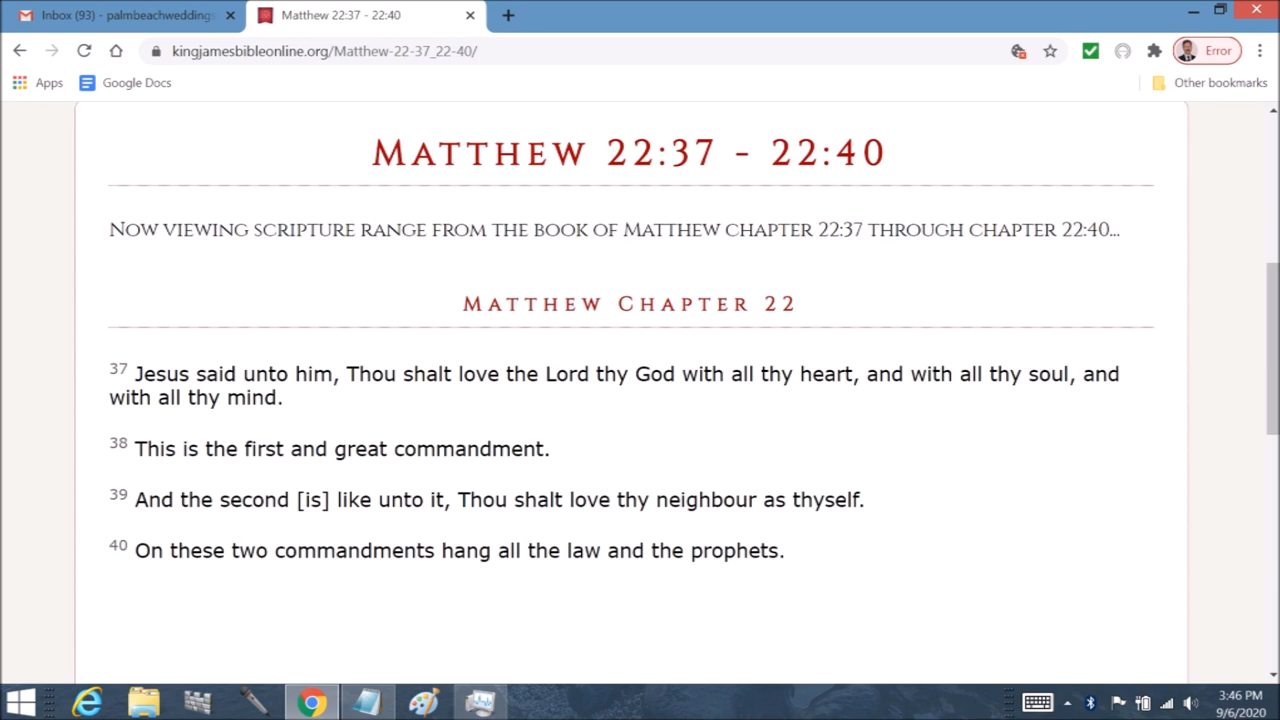 Inbox (93) - palmbeachwedding
Matthew 22:37 - 22:40
kingjamesbibleonline.org/Matthew-22-37_22-40/
Error
Apps
Google Docs
Other bookmarks
MATTHEW 22:37 - 22:40
NOW VIEWING SCRIPTURE RANGE FROM THE BOOK OF MATTHEW CHAPTER 22:37 THROUGH CHAPTER 22:40...
MATTHEW CHAPTER 22
37 Jesus said unto him, Thou shalt love the Lord thy God with all thy heart, and with all thy soul, and
with all thy mind.
38 This is the first and great commandment.
39 And the second [is] like unto it, Thou shalt love thy neighbour as thyself.
40 On these two commandments hang all the law and the prophets.
3:46 PM
9/6/2020